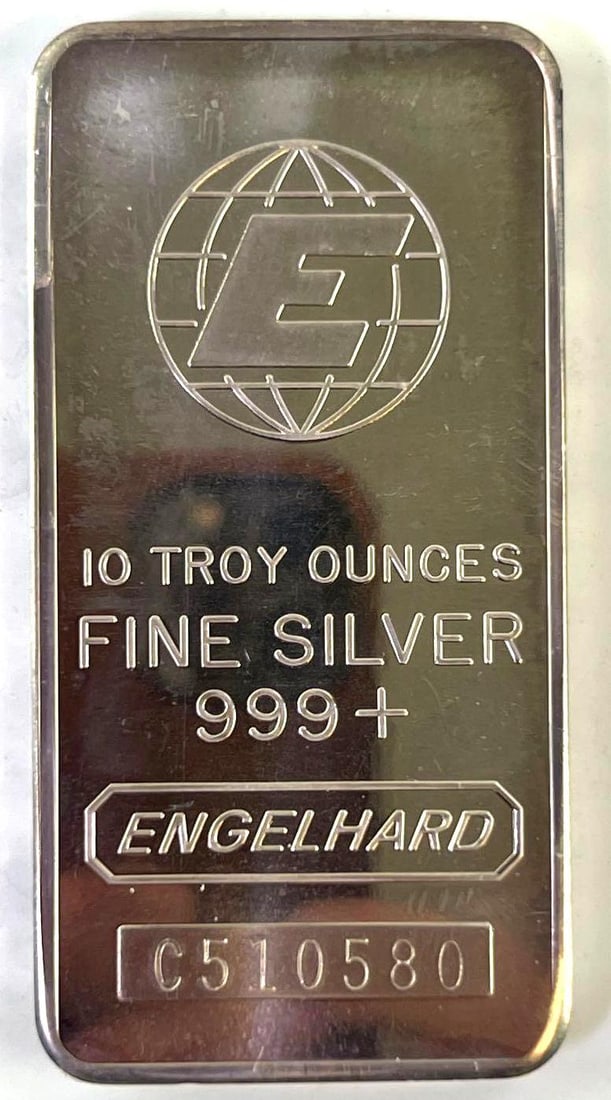 E
10 TROY OUNCES
FINE SILVER
999+
ENGELHARD
C510580